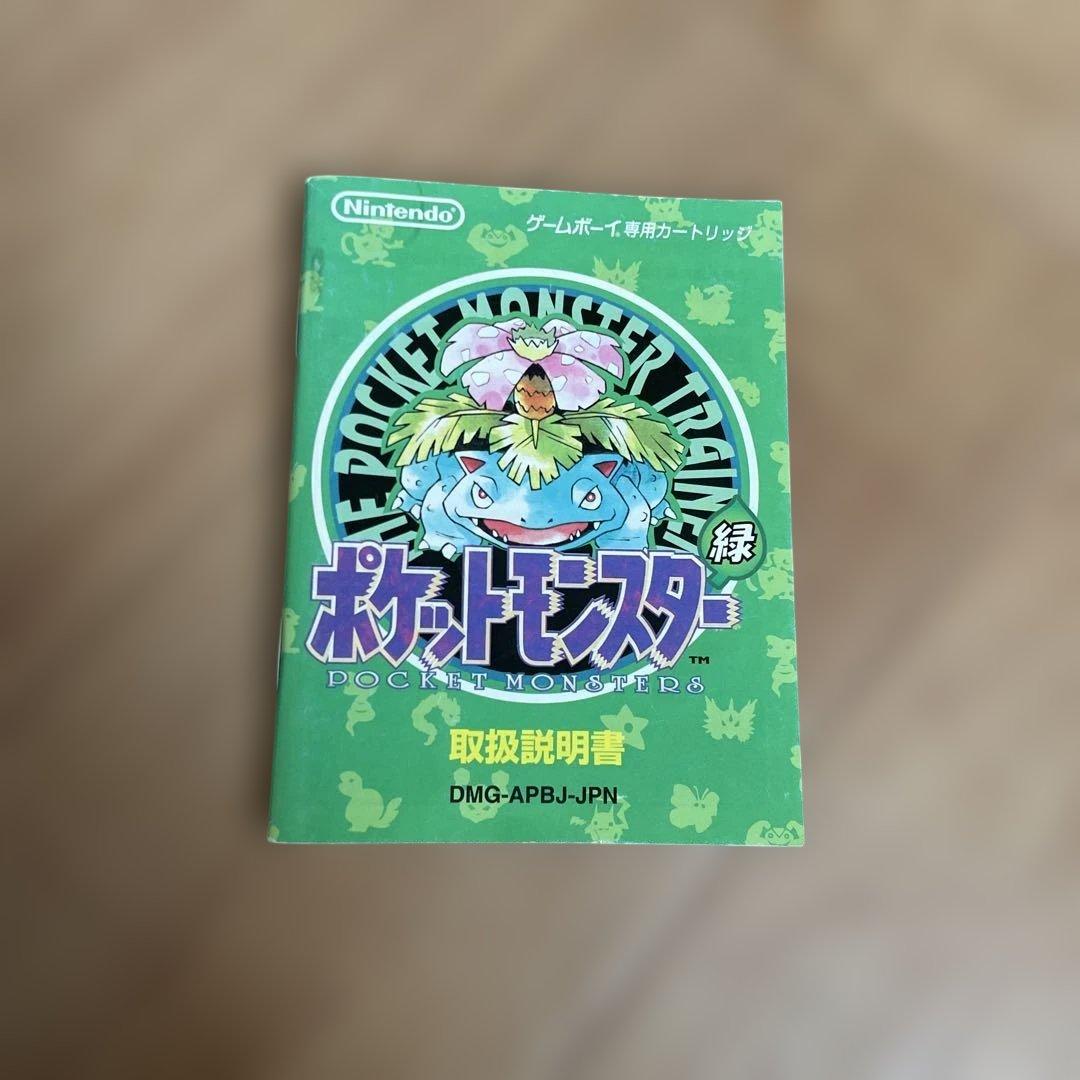 Nintendo®
ゲームボーイ®専用カートリッジ
THE POCKET MONSTER TRAINER
緑
ポケットモンスター
TM
POCKET MONSTERS
取扱説明書
DMG-APBJ-JPN